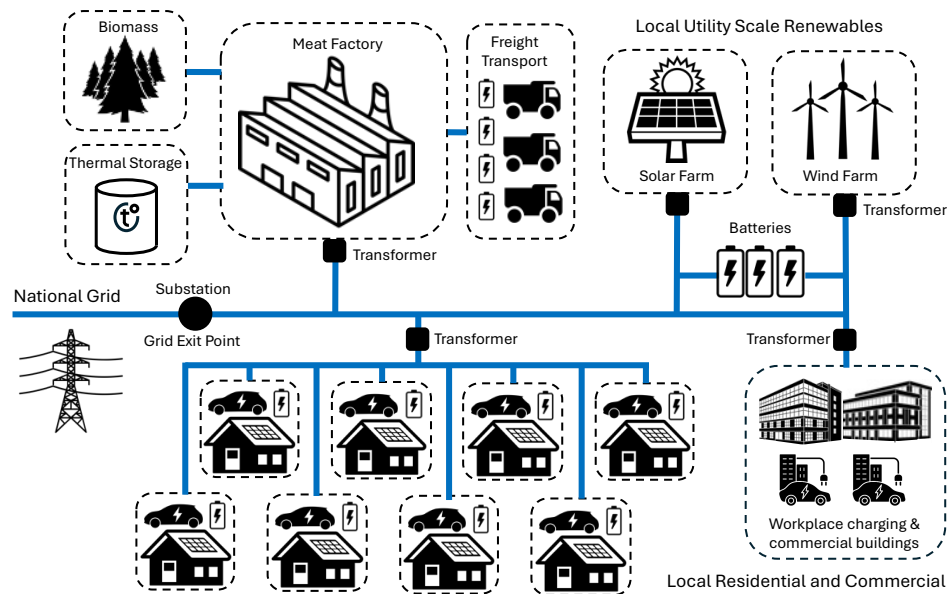 Biomass
Meat Factory
Freight
Transport
Local Utility Scale Renewables
Thermal Storage
t°
Solar Farm
Wind Farm
Transformer
Batteries
Transformer
National Grid
Substation
Grid Exit Point
Transformer
Transformer
Workplace charging &
commercial buildings
Local Residential and Commercial